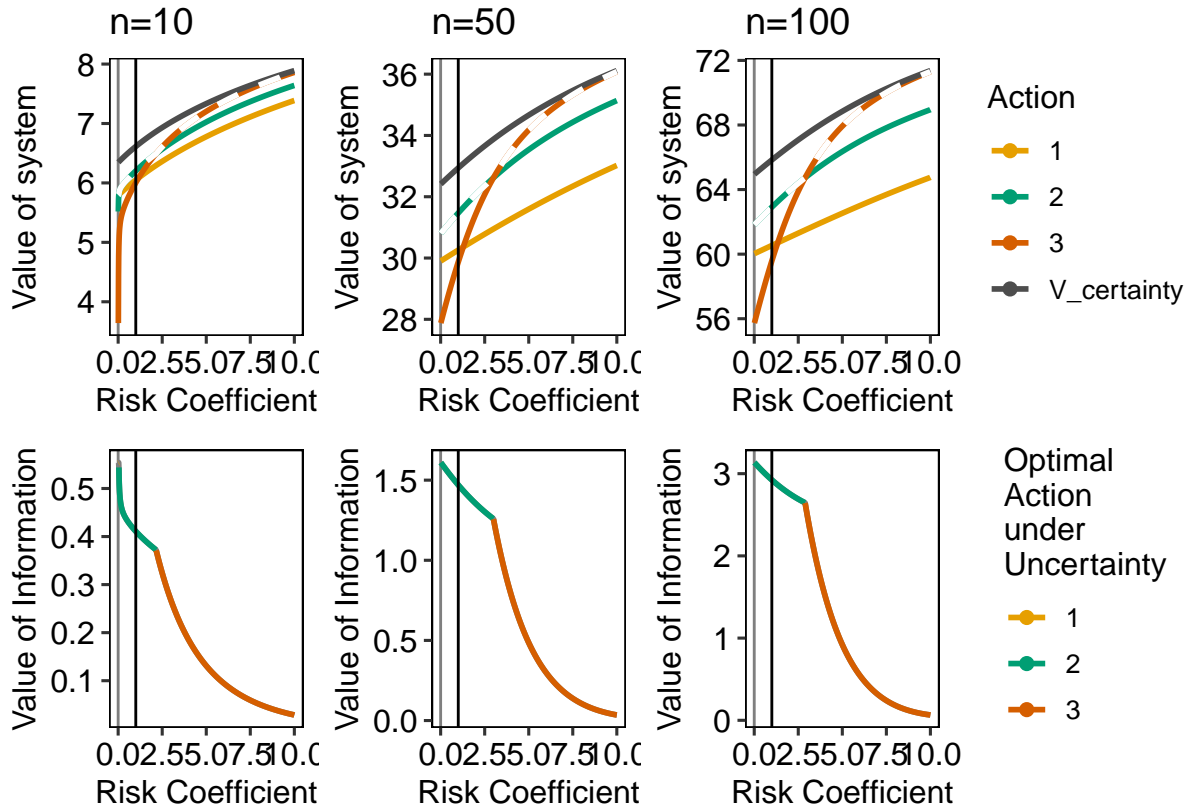 n=10
n=50
n=100
Value of system
8
7
6
5
4
0.02.55.07.510.0
Risk Coefficient
Value of system
36
34
32
30
28
0.02.55.07.510.0
Risk Coefficient
Value of system
72
68
64
60
56
0.02.55.07.510.0
Risk Coefficient
Action
1
2
3
V_certainty
Value of Information
0.5
0.4
0.3
0.2
0.1
0.02.55.07.510.0
Risk Coefficient
Value of Information
1.5
1.0
0.5
0.0
0.02.55.07.510.0
Risk Coefficient
Value of Information
3
2
1
0
0.02.55.07.510.0
Risk Coefficient
Optimal
Action
under
Uncertainty
1
2
3